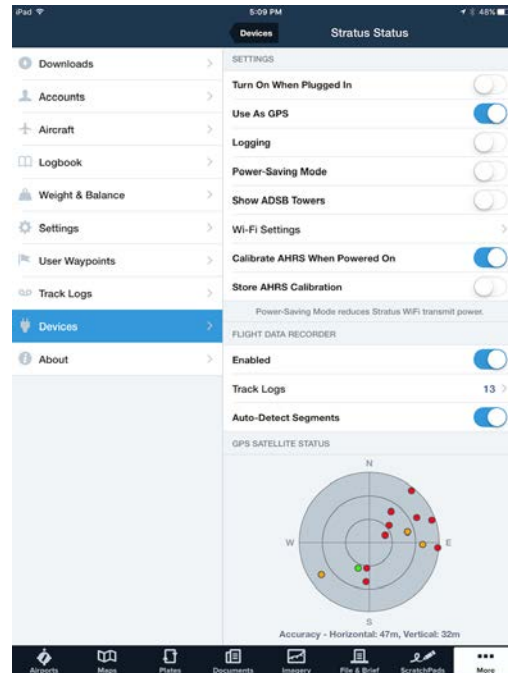 iPad 5:09 PM 48%
Devices Stratus Status
Downloads
Accounts
Aircraft
Logbook
Weight & Balance
Settings
User Waypoints
Track Logs
Devices
About
SETTINGS
Turn On When Plugged In
Use As GPS
Logging
Power-Saving Mode
Show ADSB Towers
Wi-Fi Settings
Calibrate AHRS When Powered On
Store AHRS Calibration
Power-Saving Mode reduces Stratus WiFi transmit power.
FLIGHT DATA RECORDER
Enabled
Track Logs 13
Auto-Detect Segments
GPS SATELLITE STATUS
N
W E
S
Accuracy - Horizontal: 47m, Vertical: 32m
Airports Maps Plates Documents Imagery File & Brief ScratchPads More